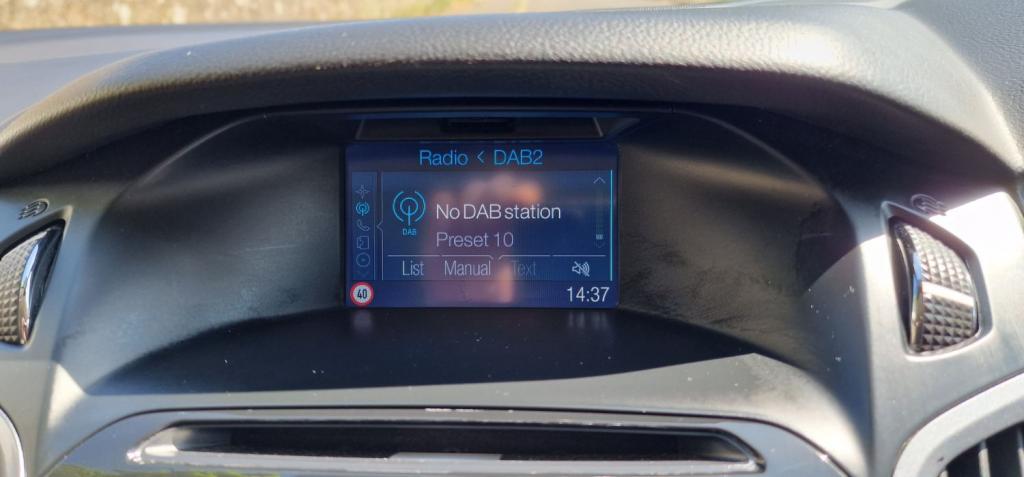 Radio < DAB2
DAB
No DAB station
Preset 10
List Manual Text
40
14:37